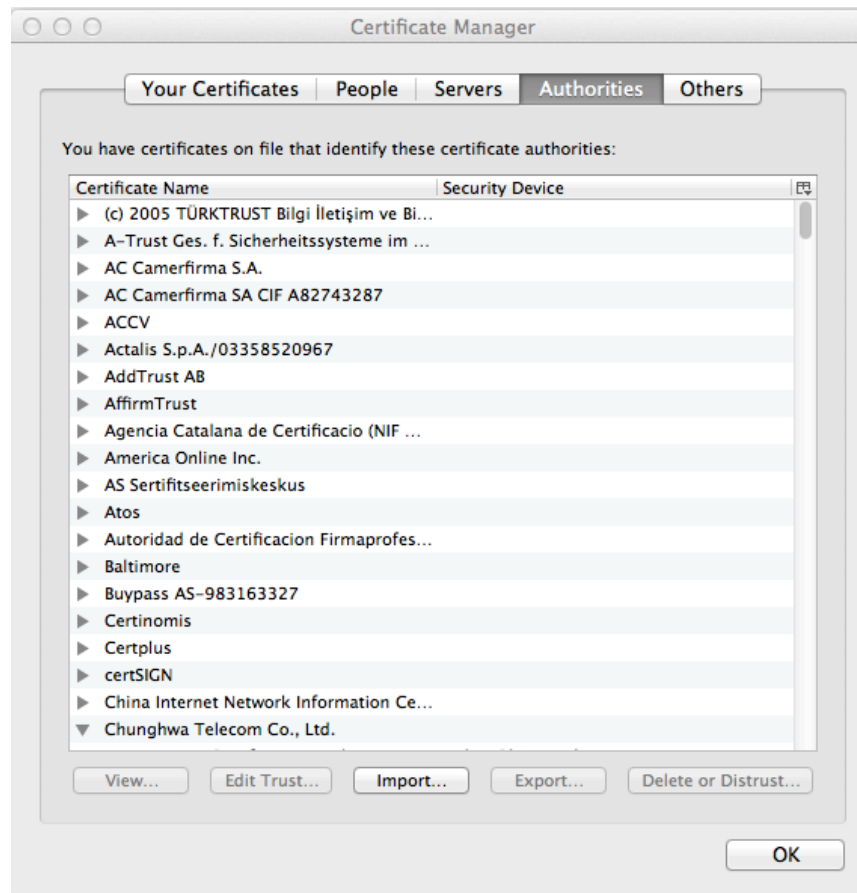 Certificate Manager
Your Certificates People Servers Authorities Others
You have certificates on file that identify these certificate authorities:
Certificate Name Security Device
(c) 2005 TÜRKTRUST Bilgi İletişim ve Bi...
A-Trust Ges. f. Sicherheitssysteme im ...
AC Camerfirma S.A.
AC Camerfirma SA CIF A82743287
ACCV
Actalis S.p.A./03358520967
AddTrust AB
AffirmTrust
Agencia Catalana de Certificacio (NIF ...
America Online Inc.
AS Sertifitseerimiskeskus
Atos
Autoridad de Certificacion Firmaprofes...
Baltimore
Buypass AS-983163327
Certinomis
Certplus
certSIGN
China Internet Network Information Ce...
Chunghwa Telecom Co., Ltd.
View... Edit Trust... Import... Export... Delete or Distrust...
OK